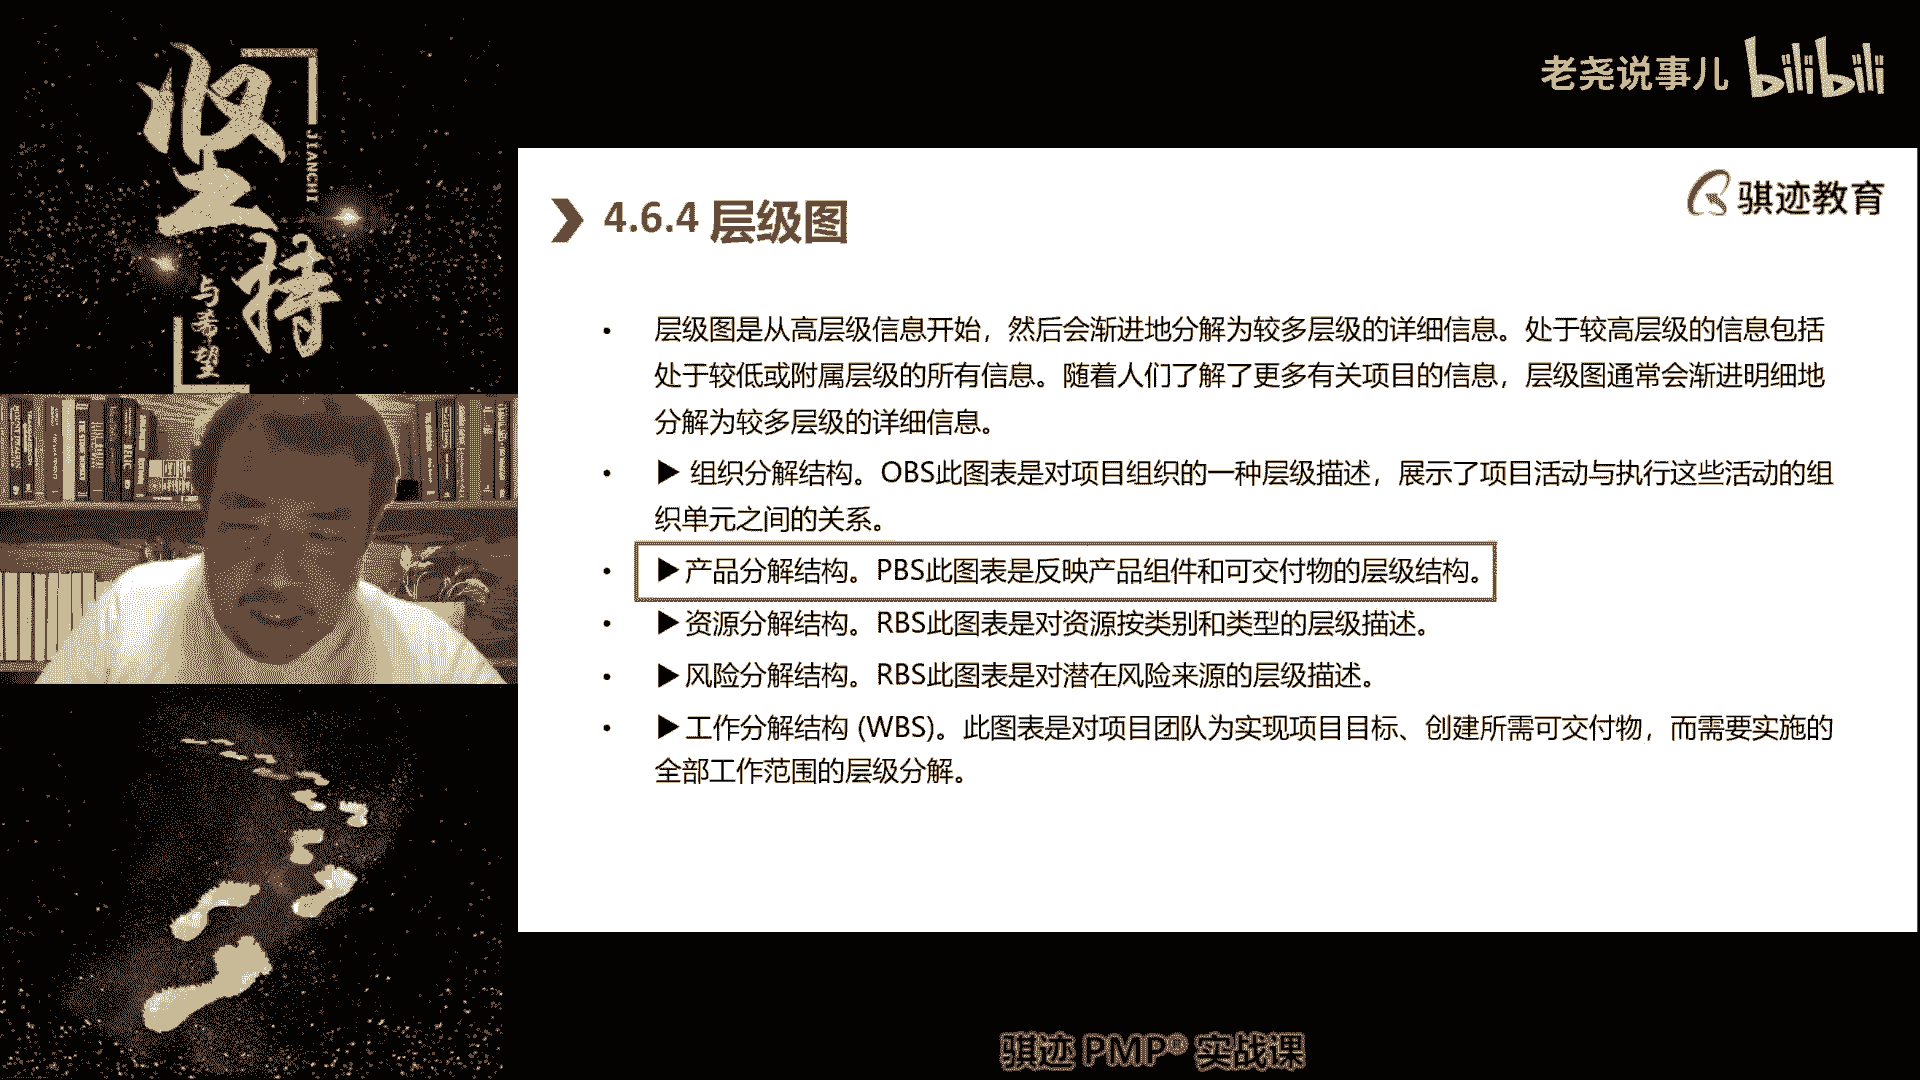 坚持
JIANCHI
与希望
老尧说事儿 bilibili
骐迹教育
4.6.4 层级图
• 层级图是从高层级信息开始，然后会渐进地分解为较多层级的详细信息。处于较高层级的信息包括
处于较低或附属层级的所有信息。随着人们了解了更多有关项目的信息，层级图通常会渐进明细地
分解为较多层级的详细信息。
• ▶ 组织分解结构。OBS此图表是对项目组织的一种层级描述，展示了项目活动与执行这些活动的组
织单元之间的关系。
• ▶产品分解结构。PBS此图表是反映产品组件和可交付物的层级结构。
• ▶资源分解结构。RBS此图表是对资源按类别和类型的层级描述。
• ▶风险分解结构。RBS此图表是对潜在风险来源的层级描述。
• ▶工作分解结构 (WBS)。此图表是对项目团队为实现项目目标、创建所需可交付物，而需要实施的
全部工作范围的层级分解。
骐迹 PMP® 实战课